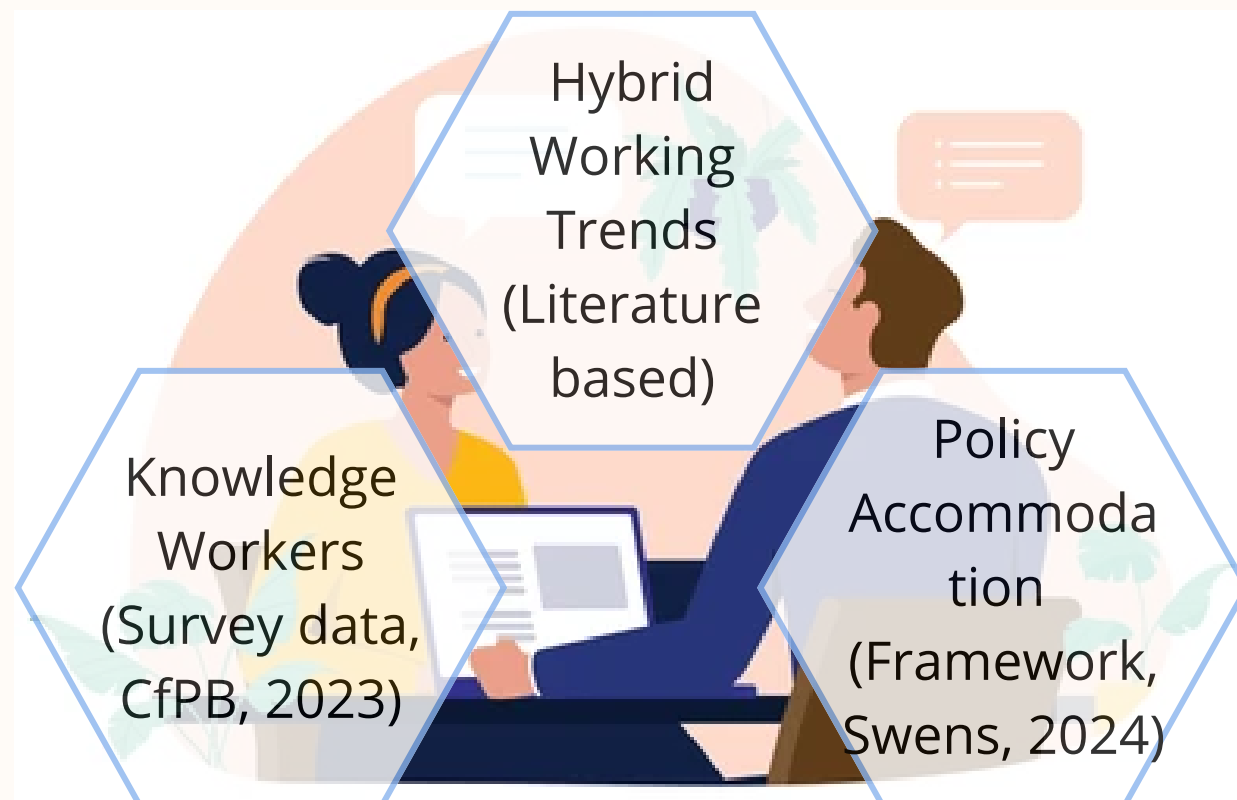 Hybrid
Working
Trends
(Literature
based)
Knowledge
Workers
(Survey data,
CfPB, 2023)
Policy
Accommoda
tion
(Framework,
Swens, 2024)